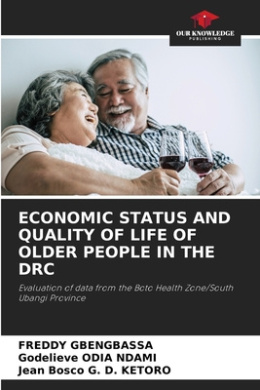 OUR KNOWLEDGE
PUBLISHING
ECONOMIC STATUS AND
QUALITY OF LIFE OF
OLDER PEOPLE IN THE
DRC
Evaluation of data from the Boto Health Zone/South
Ubangi Province
FREDDY GBENGBASSA
Godelieve ODIA NDAMI
Jean Bosco G. D. KETORO